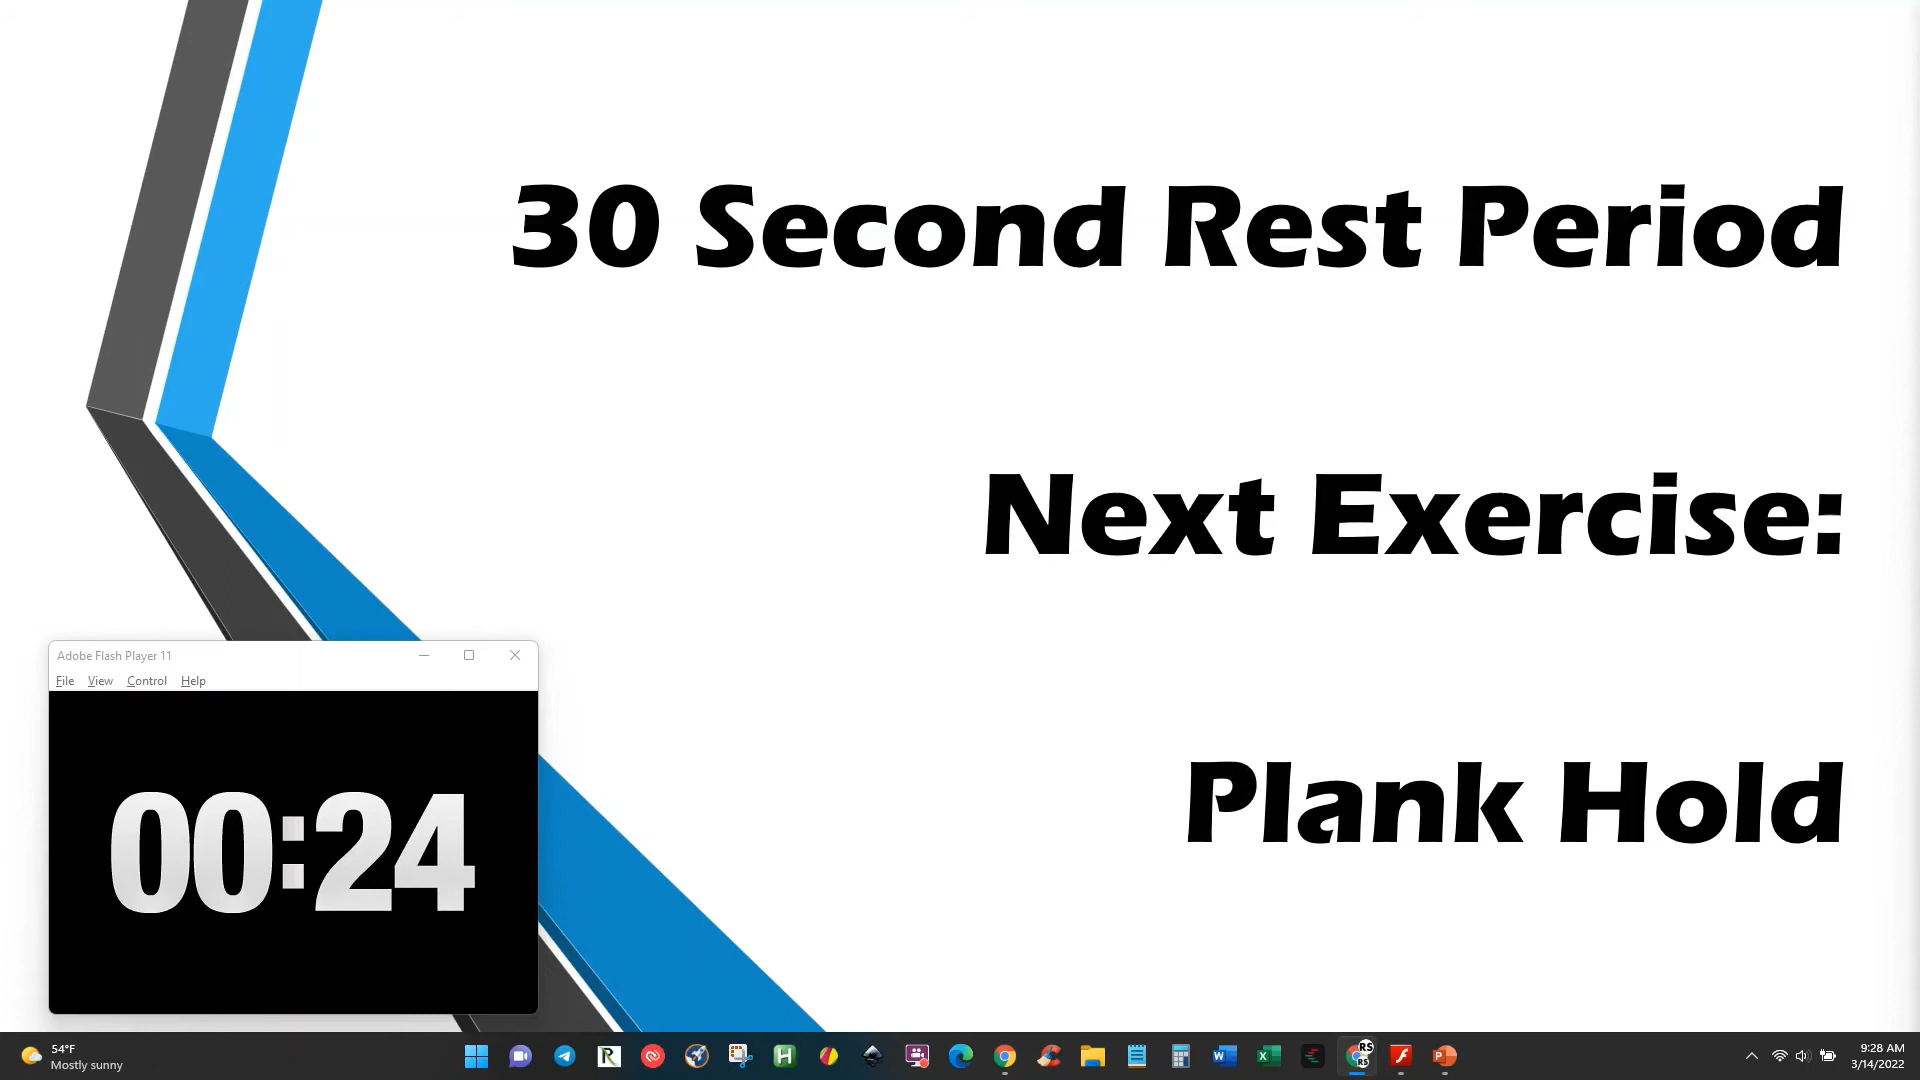 30 Second Rest Period
Next Exercise:
Plank Hold
Adobe Flash Player 11
File View Control Help
00:24
54°F
Mostly sunny
9:28 AM
3/14/2022